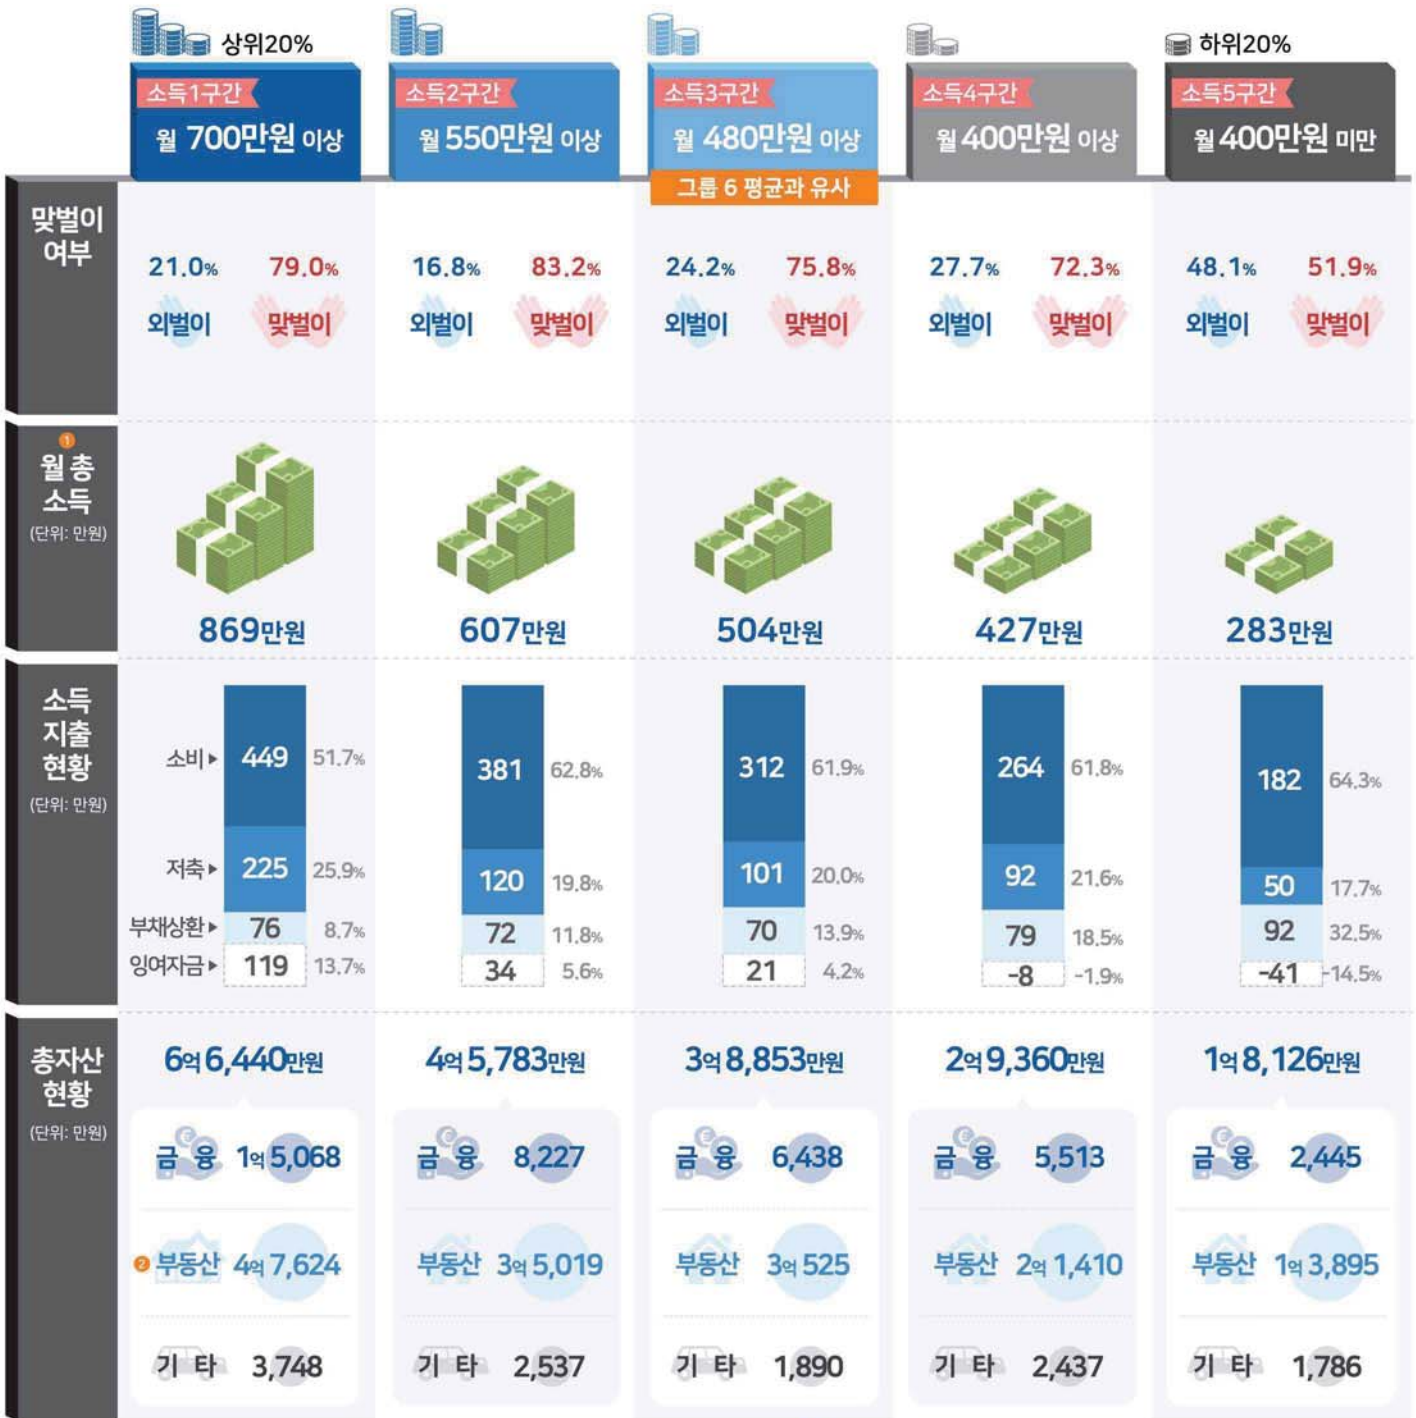 상위20%
하위20%
소득1구간
소득2구간
소득3구간
소득4구간
소득5구간
월 700만원 이상
월 550만원 이상
월 480만원 이상
월 400만원 이상
월 400만원 미만
그룹 6 평균과 유사
맞벌이
여부
21.0% 79.0%
16.8% 83.2%
24.2% 75.8%
27.7% 72.3%
48.1% 51.9%
외벌이 맞벌이
외벌이 맞벌이
외벌이 맞벌이
외벌이 맞벌이
외벌이 맞벌이
1
월 총
소득
(단위: 만원)
869만원
607만원
504만원
427만원
283만원
소득
지출
현황
(단위: 만원)
소비▶ 449 51.7%
저축▶ 225 25.9%
부채상환▶ 76 8.7%
잉여자금▶ 119 13.7%
381 62.8%
120 19.8%
72 11.8%
34 5.6%
312 61.9%
101 20.0%
70 13.9%
21 4.2%
264 61.8%
92 21.6%
79 18.5%
-8 -1.9%
182 64.3%
50 17.7%
92 32.5%
-41 -14.5%
총자산
현황
(단위: 만원)
6억 6,440만원
금 융 1억 5,068
2 부동산 4억 7,624
기 타 3,748
4억 5,783만원
금 융 8,227
부동산 3억 5,019
기 타 2,537
3억 8,853만원
금 융 6,438
부동산 3억 525
기 타 1,890
2억 9,360만원
금 융 5,513
부동산 2억 1,410
기 타 2,437
1억 8,126만원
금 융 2,445
부동산 1억 3,895
기 타 1,786